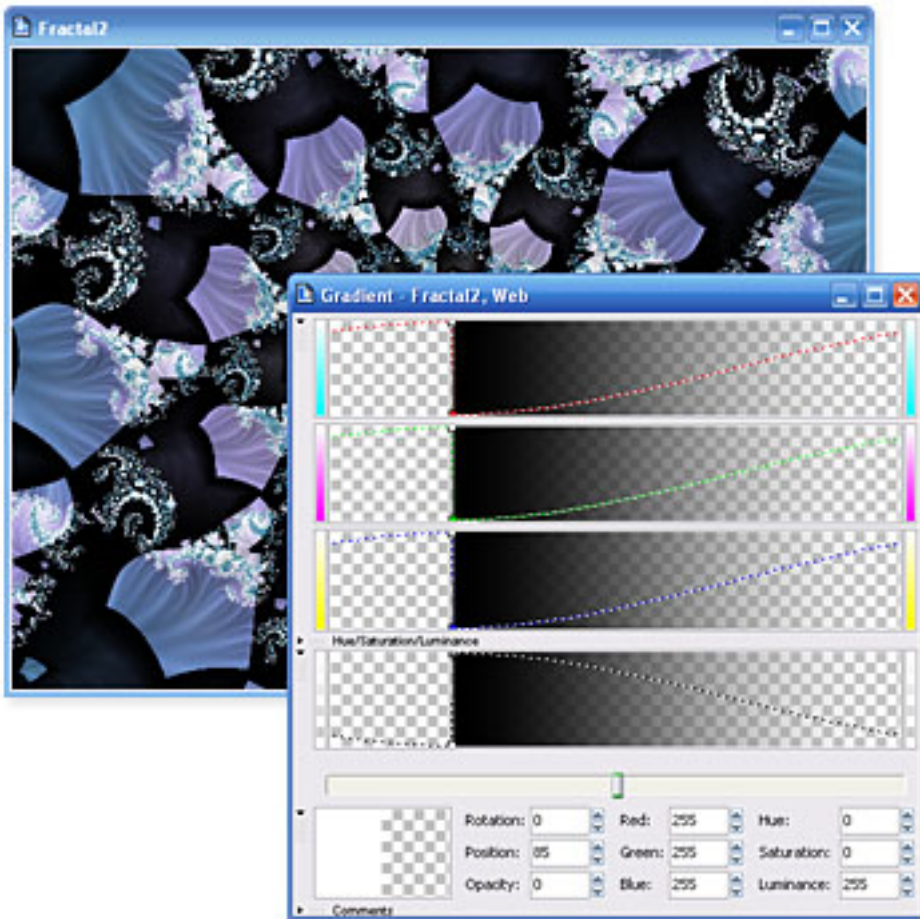 Fractal2
Gradient - Fractal2, Web
Hue/Saturation/Luminance
Rotation: 0 Red: 255 Hue: 0
Position: 85 Green: 255 Saturation: 0
Opacity: 0 Blue: 255 Luminance: 255
Comments